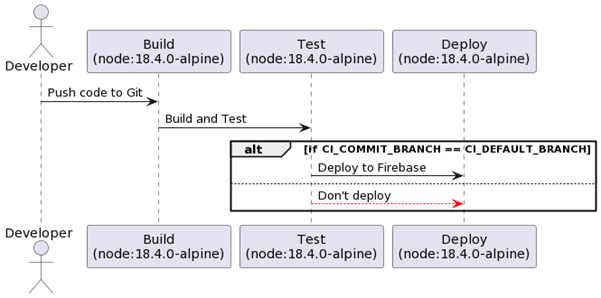 Developer
Build
(node:18.4.0-alpine)
Test
(node:18.4.0-alpine)
Deploy
(node:18.4.0-alpine)
Push code to Git
Build and Test
alt
[if CI_COMMIT_BRANCH == CI_DEFAULT_BRANCH]
Deploy to Firebase
Don't deploy
Developer
Build
(node:18.4.0-alpine)
Test
(node:18.4.0-alpine)
Deploy
(node:18.4.0-alpine)